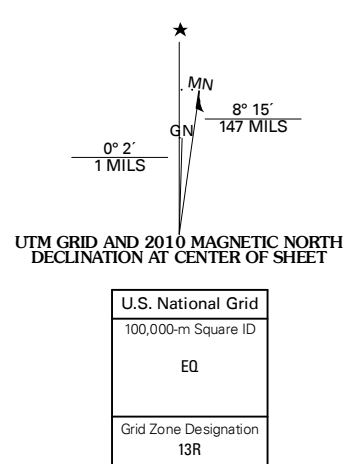 ★
MN
8° 15´
147 MILS
GN
0° 2´
1 MILS
UTM GRID AND 2010 MAGNETIC NORTH
DECLINATION AT CENTER OF SHEET
U.S. National Grid
100,000-m Square ID
EQ
Grid Zone Designation
13R